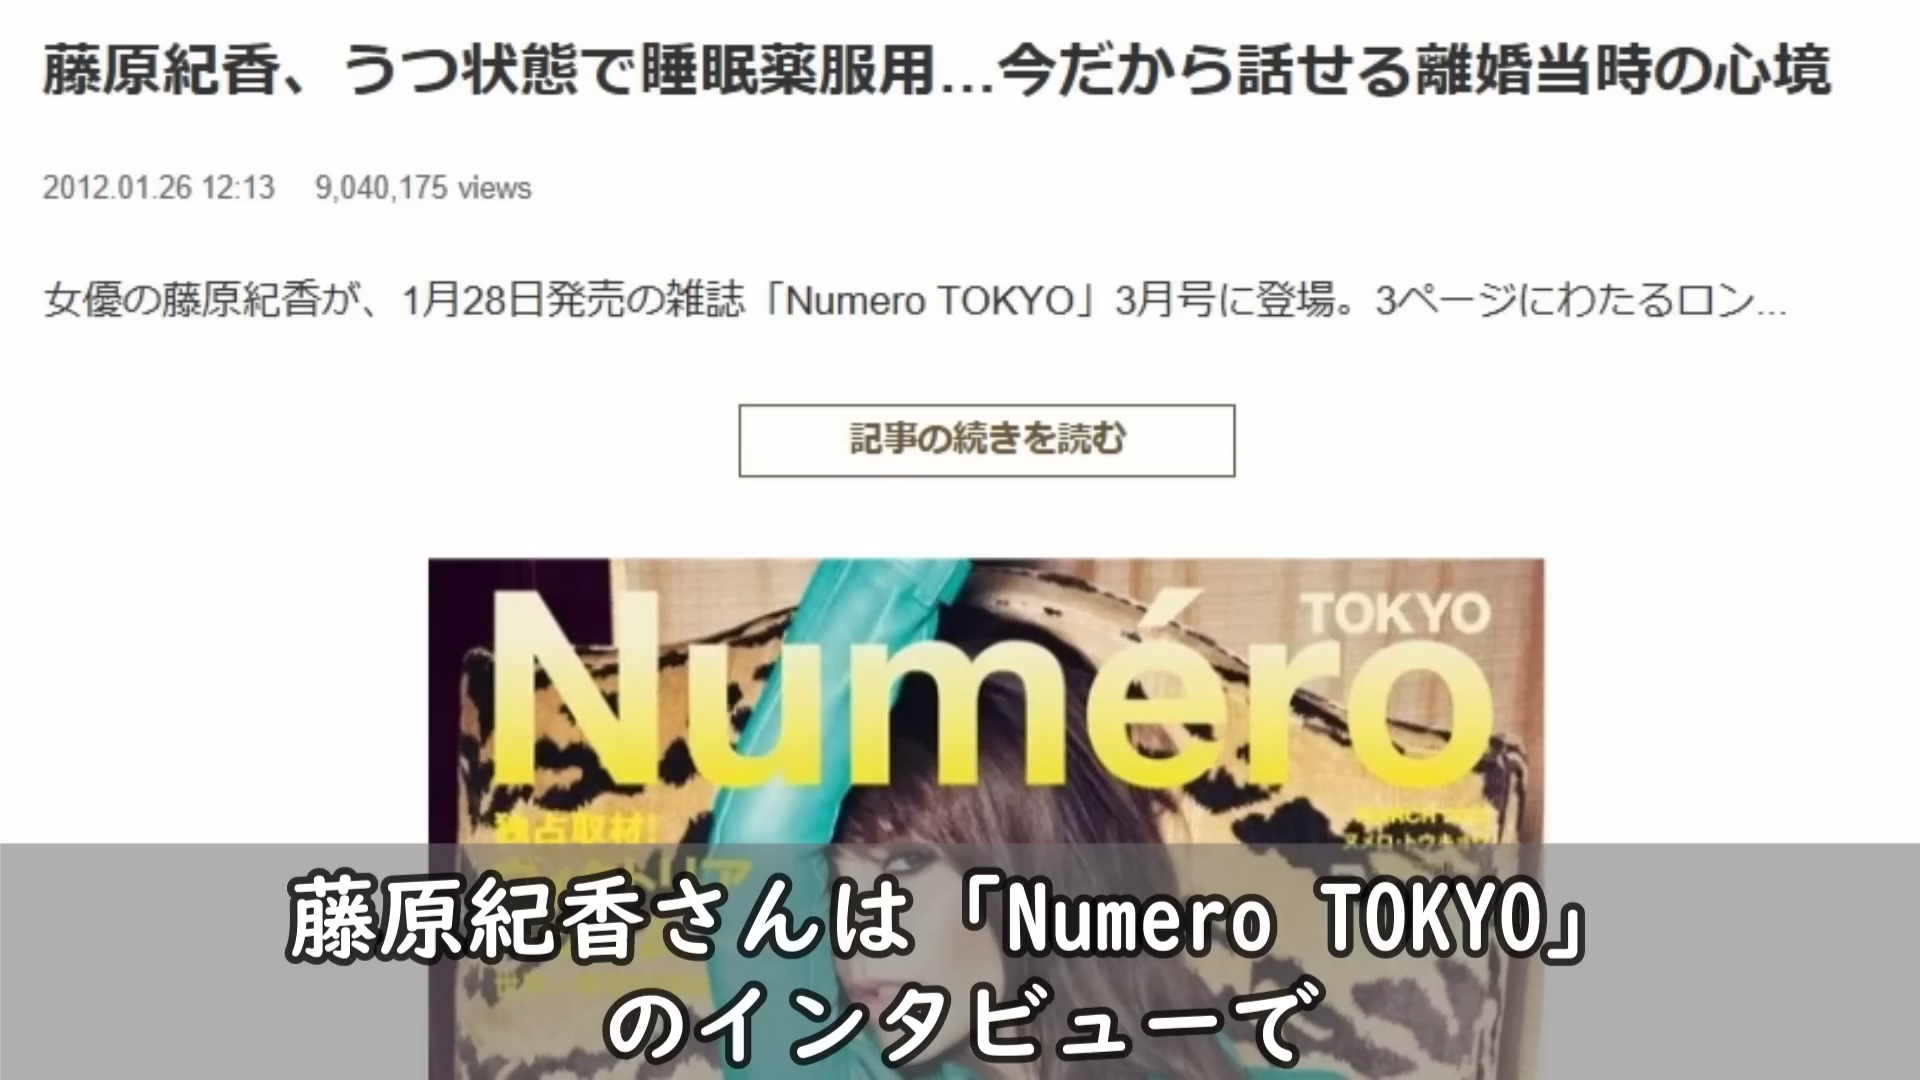 藤原紀香、うつ状態で睡眠薬服用…今だから話せる離婚当時の心境
2012.01.26 12:13 9,040,175 views
女優の藤原紀香が、1月28日発売の雑誌「Numero TOKYO」3月号に登場。3ページにわたるロン...
記事の続きを読む
Numéro
TOKYO
独占取材!
藤原紀香さんは「Numero TOKYO」
のインタビューで